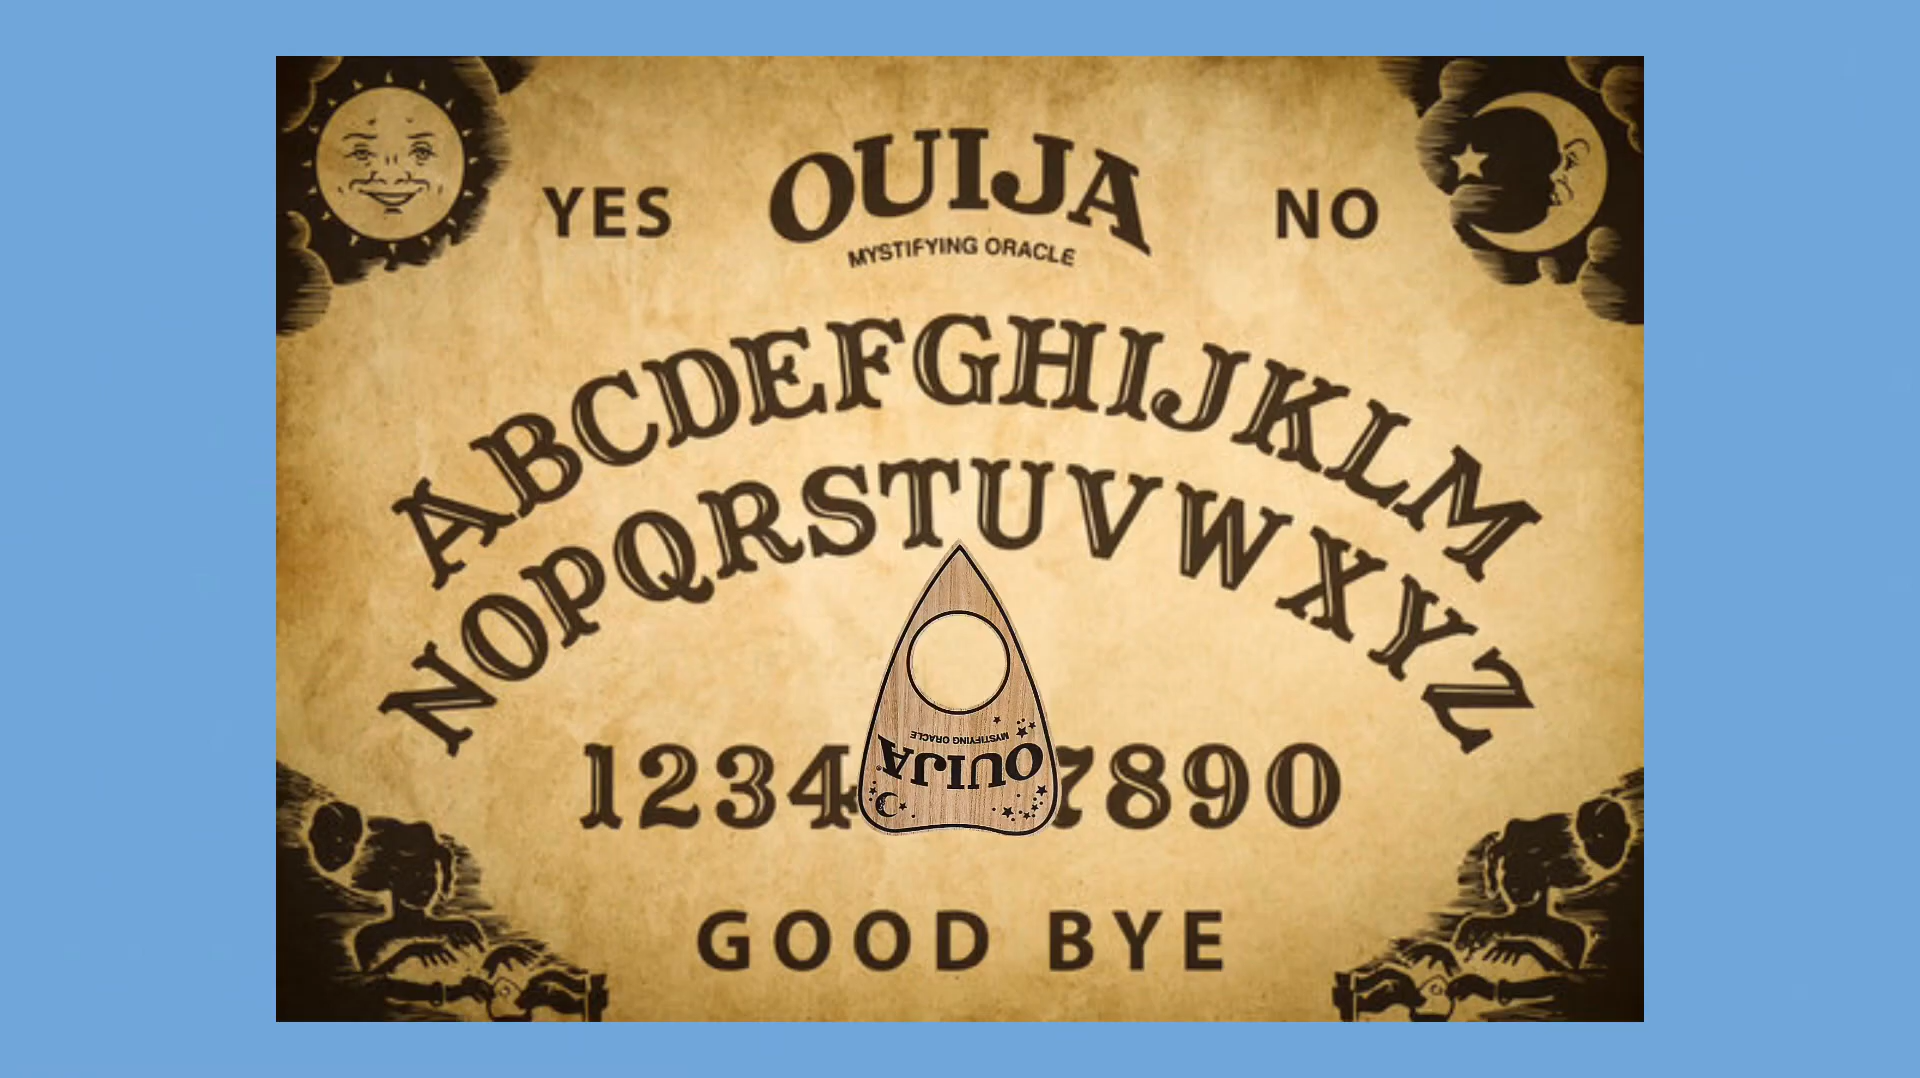 YES
OUIJA
NO
MYSTIFYING ORACLE
ABCDEFGHIJKLM
NOPQRSTUVWXYZ
MYSTIFYING ORACLE
OUIJA
1234 7890
GOOD BYE